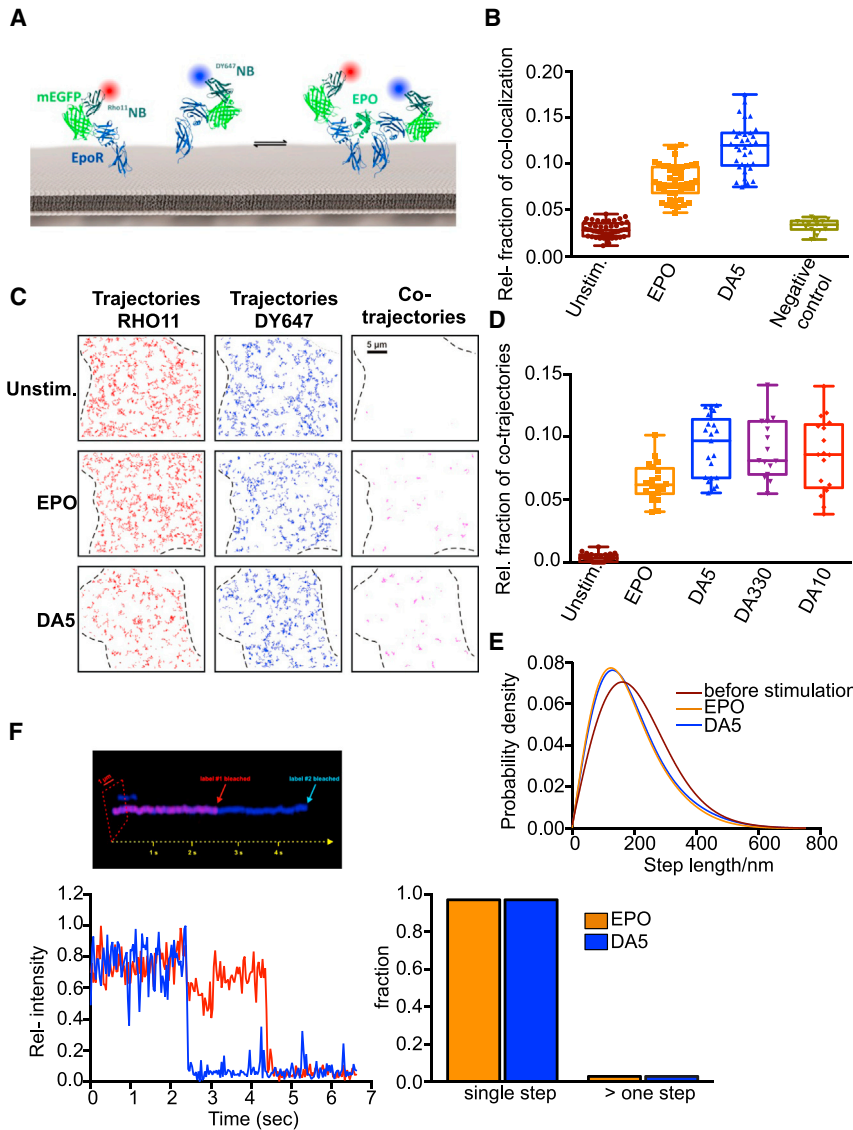 A
mEGFP
Rho11NB
DY647NB
EPO
EpoR
B
Rel- fraction of co-localization
0.20
0.15
0.10
0.05
0.00
Unstim.
EPO
DA5
Negative
control
C
Trajectories
RHO11
Trajectories
DY647
Co-
trajectories
Unstim.
5 µm
EPO
DA5
D
Rel. fraction of co-trajectories
0.15
0.10
0.05
0.0
Unstim.
EPO
DA5
DA330
DA10
E
Probability density
0.08
0.06
0.04
0.02
0.00
before stimulation
EPO
DA5
0
200
400
600
800
Step length/nm
F
1 µm
label #1 bleached
label #2 bleached
1 s
2 s
3 s
4 s
Rel- intensity
1.2
1.0
0.8
0.6
0.4
0.2
0.0
0 1 2 3 4 5 6 7
Time (sec)
fraction
1.0
0.8
0.6
0.4
0.2
0.0
EPO
DA5
single step
> one step